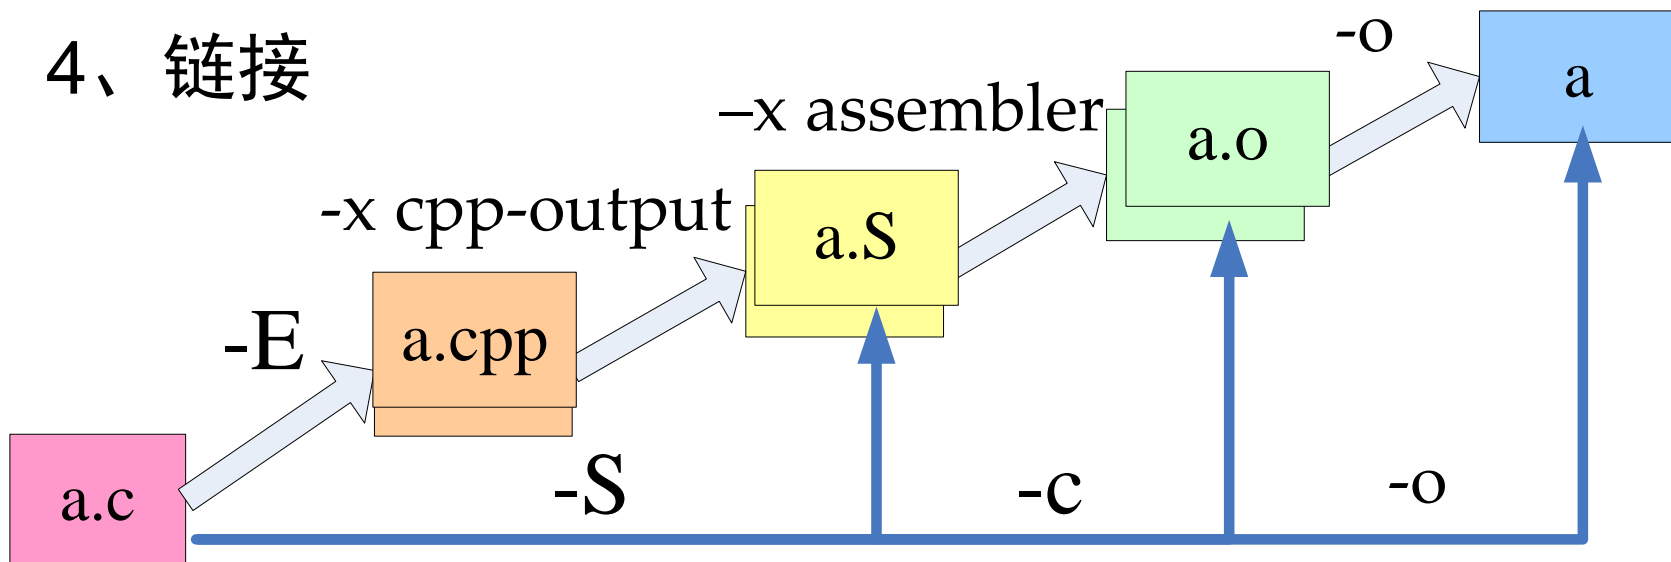 4、链接
-o
a
–x assembler
a.o
-x cpp-output
a.S
-E
a.cpp
a.c
-S
-c
-o